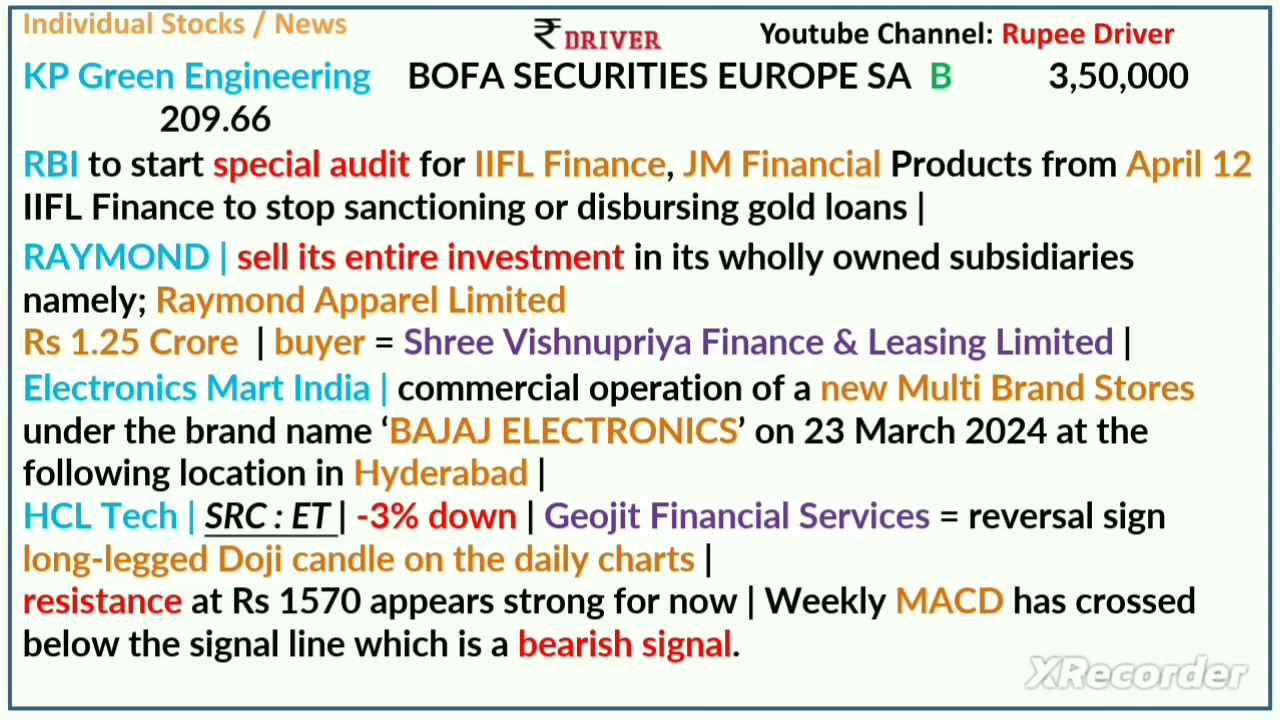 Individual Stocks / News
₹ DRIVER
Youtube Channel: Rupee Driver
KP Green Engineering BOFA SECURITIES EUROPE SA B 3,50,000
209.66
RBI to start special audit for IIFL Finance, JM Financial Products from April 12
IIFL Finance to stop sanctioning or disbursing gold loans |
RAYMOND | sell its entire investment in its wholly owned subsidiaries
namely; Raymond Apparel Limited
Rs 1.25 Crore | buyer = Shree Vishnupriya Finance & Leasing Limited |
Electronics Mart India | commercial operation of a new Multi Brand Stores
under the brand name ‘BAJAJ ELECTRONICS’ on 23 March 2024 at the
following location in Hyderabad |
HCL Tech | SRC : ET | -3% down | Geojit Financial Services = reversal sign
long-legged Doji candle on the daily charts |
resistance at Rs 1570 appears strong for now | Weekly MACD has crossed
below the signal line which is a bearish signal.
XRecorder